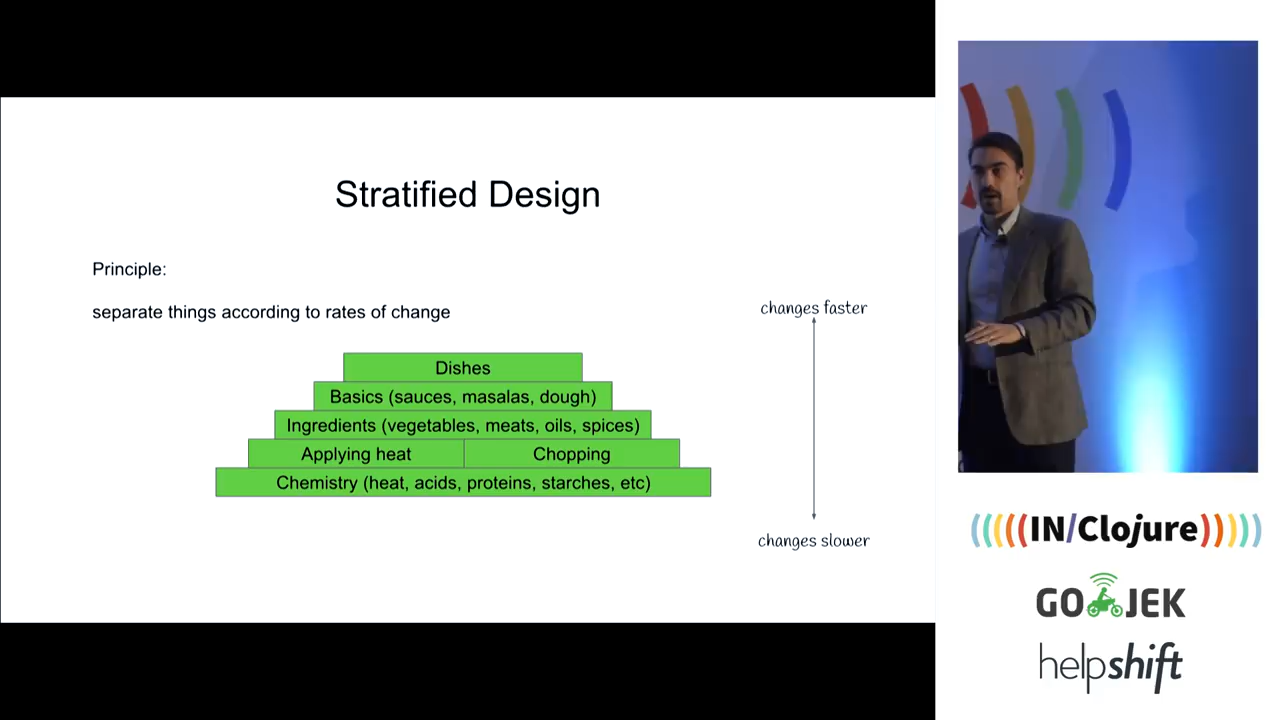 Stratified Design
Principle:
separate things according to rates of change
changes faster
Dishes
Basics (sauces, masalas, dough)
Ingredients (vegetables, meats, oils, spices)
Applying heat
Chopping
Chemistry (heat, acids, proteins, starches, etc)
changes slower
(((((IN/Clojure)))))
GOJEK
helpshift